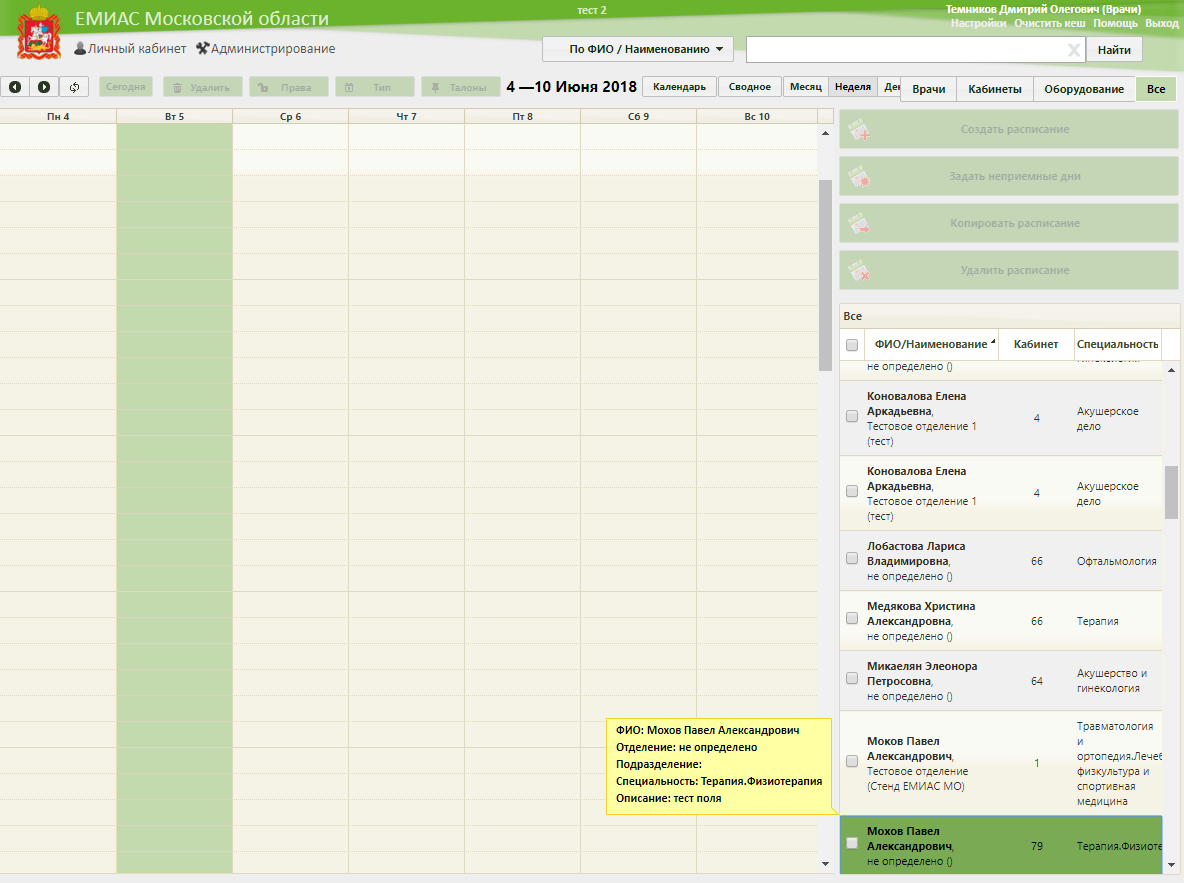 тест 2
Темников Дмитрий Олегович (Врачи)
ЕМИАС Московской области
Настройки Очистить кеш Помощь Выход
Личный кабинет Администрирование
По ФИО / Наименованию
Найти
Сегодня Удалить Права Тип Талоны 4 —10 Июня 2018 Календарь Сводное Месяц Неделя Ден Врачи Кабинеты Оборудование Все
Пн 4 Вт 5 Ср 6 Чт 7 Пт 8 Сб 9 Вс 10
Создать расписание
Задать неприемные дни
Копировать расписание
Удалить расписание
Все
ФИО/Наименование Кабинет Специальность
не определено ()
Коновалова Елена
Аркадьевна,
Тестовое отделение 1
(тест)
4
Акушерское
дело
Коновалова Елена
Аркадьевна,
Тестовое отделение 1
(тест)
4
Акушерское
дело
Лобастова Лариса
Владимировна,
не определено ()
66
Офтальмология
Медякова Христина
Александровна,
не определено ()
66
Терапия
Микаелян Элеонора
Петросовна,
не определено ()
64
Акушерство и
гинекология
Моков Павел
Александрович,
Тестовое отделение
(Стенд ЕМИАС МО)
1
Травматология
и
ортопедия.Лечеб
физкультура и
спортивная
медицина
Мохов Павел
Александрович,
не определено ()
79
Терапия.Физиоте
ФИО: Мохов Павел Александрович
Отделение: не определено
Подразделение:
Специальность: Терапия.Физиотерапия
Описание: тест поля